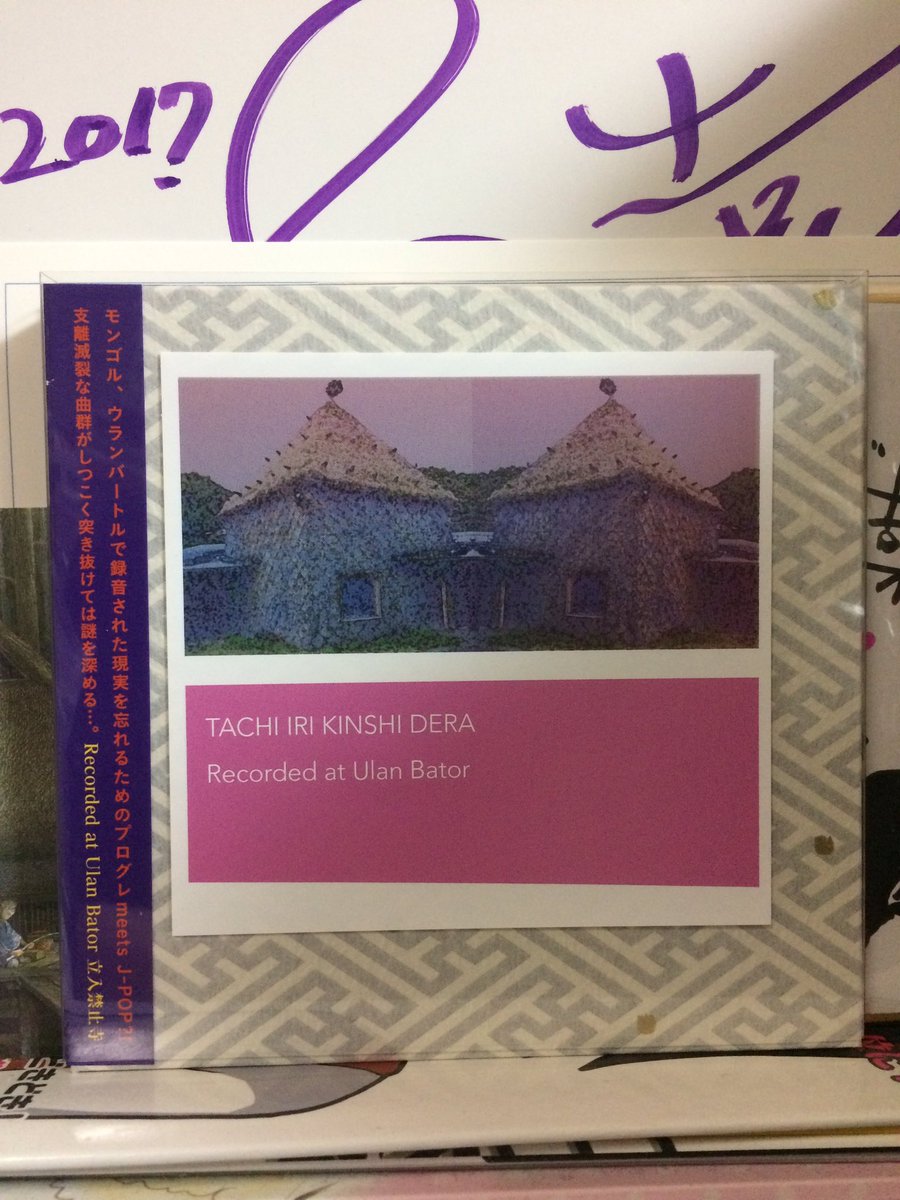 2017
モンゴル、ウランバートルで録音された現実を忘れるためのプログレ meets J-POP?!
支離滅裂な曲群がしつこく突き抜けては謎を深める…。Recorded at Ulan Bator 立入禁止寺
TACHI IRI KINSHI DERA
Recorded at Ulan Bator